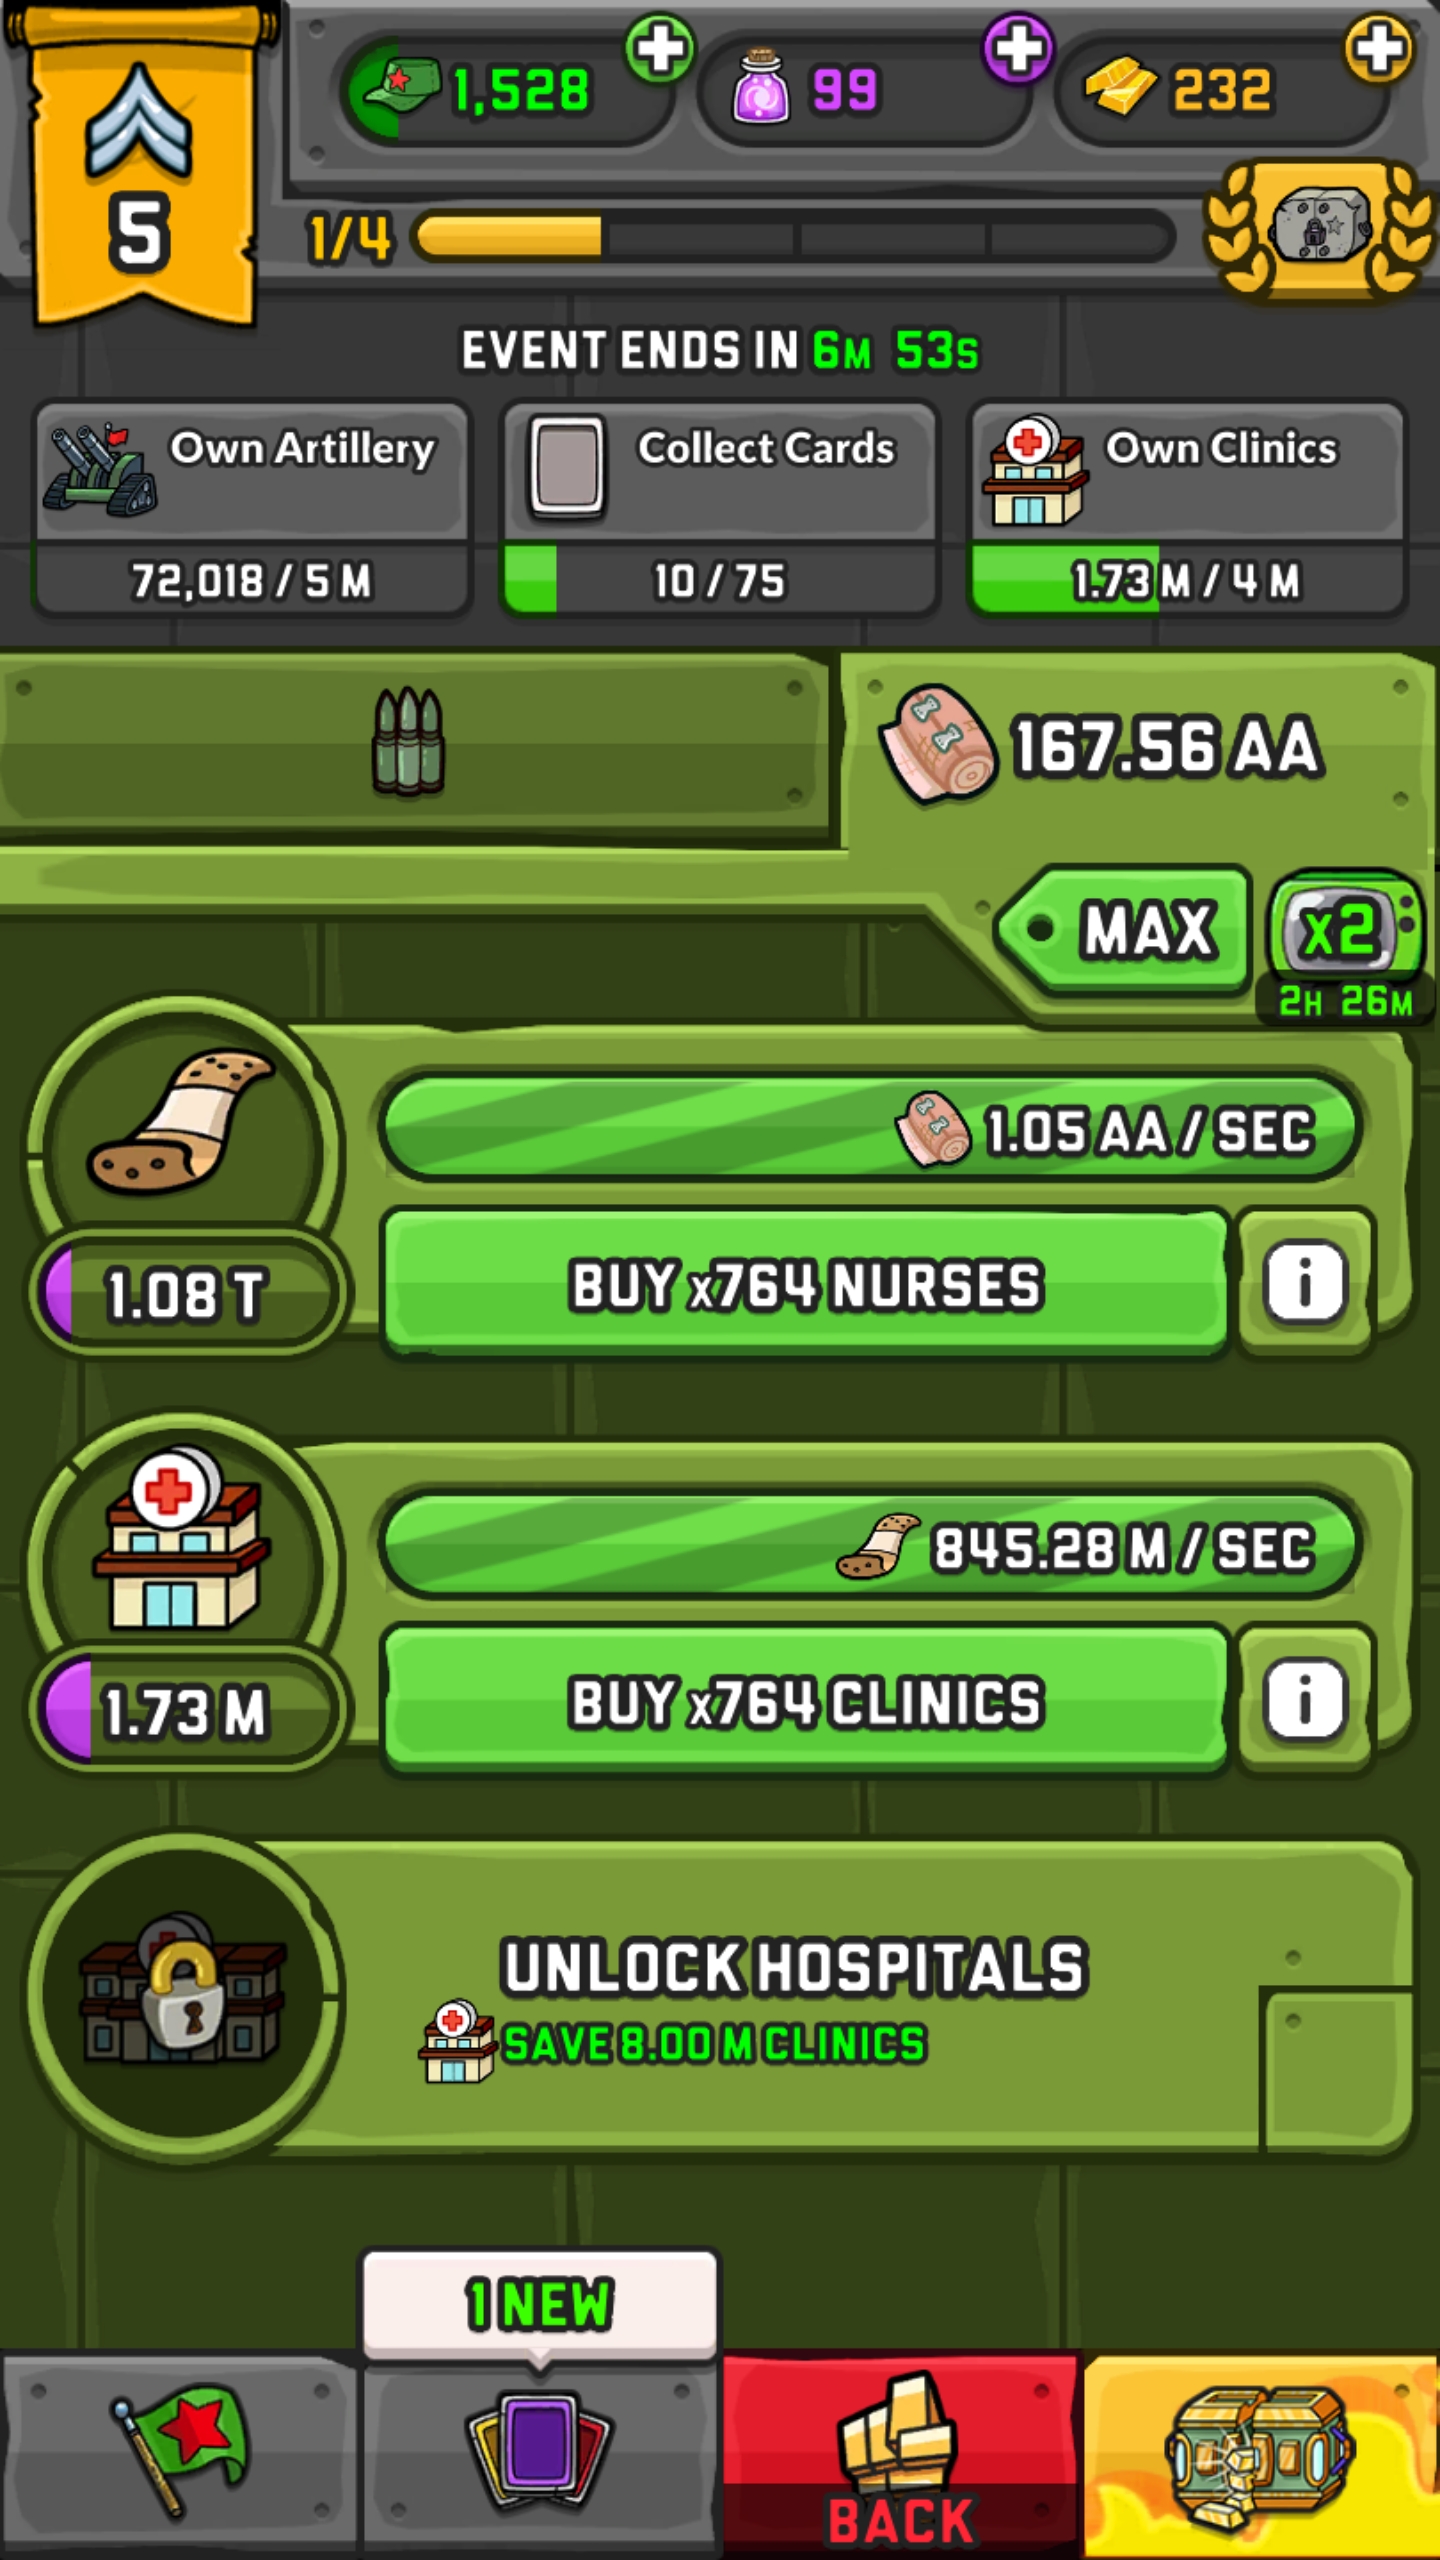 1,528
99
232
5
1/4
EVENT ENDS IN 6M 53S
Own Artillery
72,018 / 5 M
Collect Cards
10 / 75
Own Clinics
1.73 M / 4 M
167.56 AA
MAX
x2
2H 26M
1.05 AA / SEC
1.08 T
BUY x764 NURSES
i
845.28 M / SEC
1.73 M
BUY x764 CLINICS
i
UNLOCK HOSPITALS
SAVE 8.00 M CLINICS
1 NEW
BACK